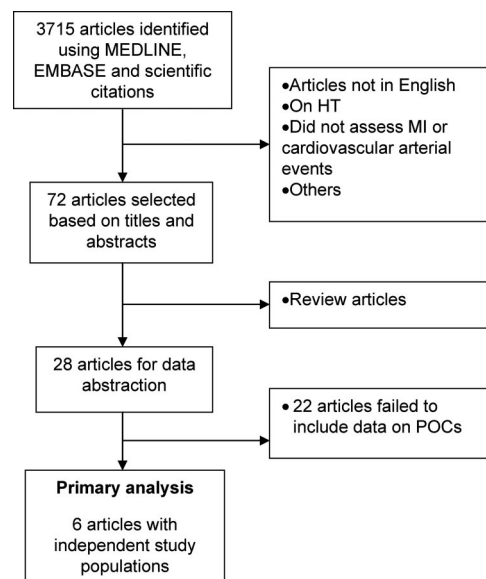 3715 articles identified
using MEDLINE,
EMBASE and scientific
citations
•Articles not in English
•On HT
•Did not assess MI or
cardiovascular arterial
events
•Others
72 articles selected
based on titles and
abstracts
•Review articles
28 articles for data
abstraction
• 22 articles failed to
include data on POCs
Primary analysis
6 articles with
independent study
populations